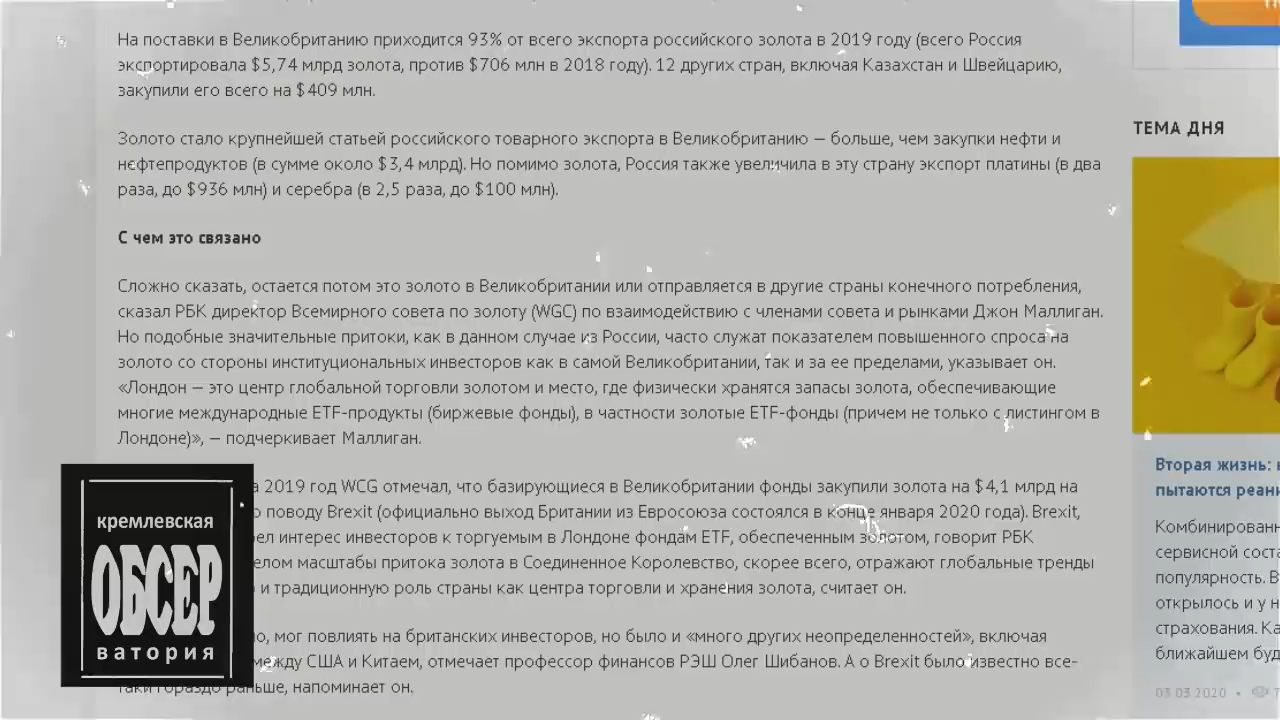 На поставки в Великобританию приходится 93% от всего экспорта российского золота в 2019 году (всего Россия
экспортировала $5,74 млрд золота, против $706 млн в 2018 году). 12 других стран, включая Казахстан и Швейцарию,
закупили его всего на $409 млн.
Золото стало крупнейшей статьей российского товарного экспорта в Великобританию — больше, чем закупки нефти и
нефтепродуктов (в сумме около $3,4 млрд). Но помимо золота, Россия также увеличила в эту страну экспорт платины (в два
раза, до $936 млн) и серебра (в 2,5 раза, до $100 млн).
С чем это связано
Сложно сказать, остается потом это золото в Великобритании или отправляется в другие страны конечного потребления,
сказал РБК директор Всемирного совета по золоту (WGC) по взаимодействию с членами совета и рынками Джон Маллиган.
Но подобные значительные притоки, как в данном случае из России, часто служат показателем повышенного спроса на
золото со стороны институциональных инвесторов как в самой Великобритании, так и за ее пределами, указывает он.
«Лондон — это центр глобальной торговли золотом и место, где физически хранятся запасы золота, обеспечивающие
многие международные ETF-продукты (биржевые фонды), в частности золотые ETF-фонды (причем не только с листингом в
Лондоне)», — подчеркивает Маллиган.
а 2019 год WCG отмечал, что базирующиеся в Великобритании фонды закупили золота на $4,1 млрд на
о поводу Brexit (официально выход Британии из Евросоюза состоялся в конце января 2020 года). Brexit,
рел интерес инвесторов к торгуемым в Лондоне фондам ETF, обеспеченным золотом, говорит РБК
елом масштабы притока золота в Соединенное Королевство, скорее всего, отражают глобальные тренды
и традиционную роль страны как центра торговли и хранения золота, считает он.
но, мог повлиять на британских инвесторов, но было и «много других неопределенностей», включая
между США и Китаем, отмечает профессор финансов РЭШ Олег Шибанов. А о Brexit было известно все-
таки гораздо раньше, напоминает он.
кремлевская
ОБСЕР
ватория
ТЕМА ДНЯ
Вторая жизнь:
пытаются реани
Комбинированн
сервисной соста
популярность. В
открылось и у н
страхования. Ка
ближайшем буд
03.03.2020 •